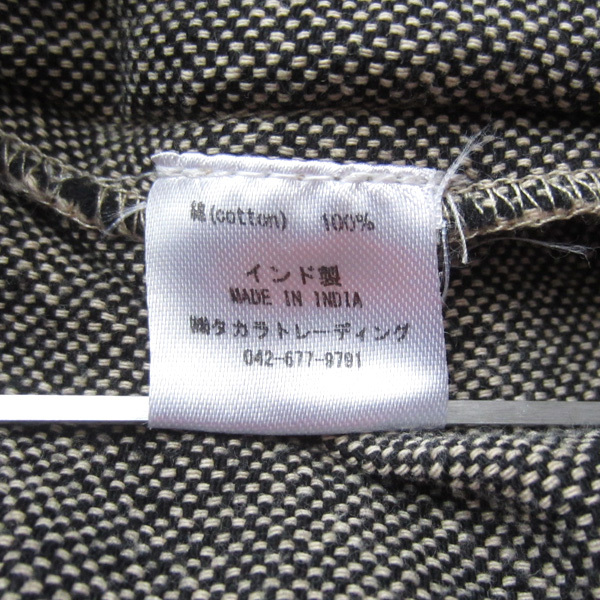 綿(cotton) 100%
インド製
MADE IN INDIA
㈱タカラトレーディング
042-677-9791